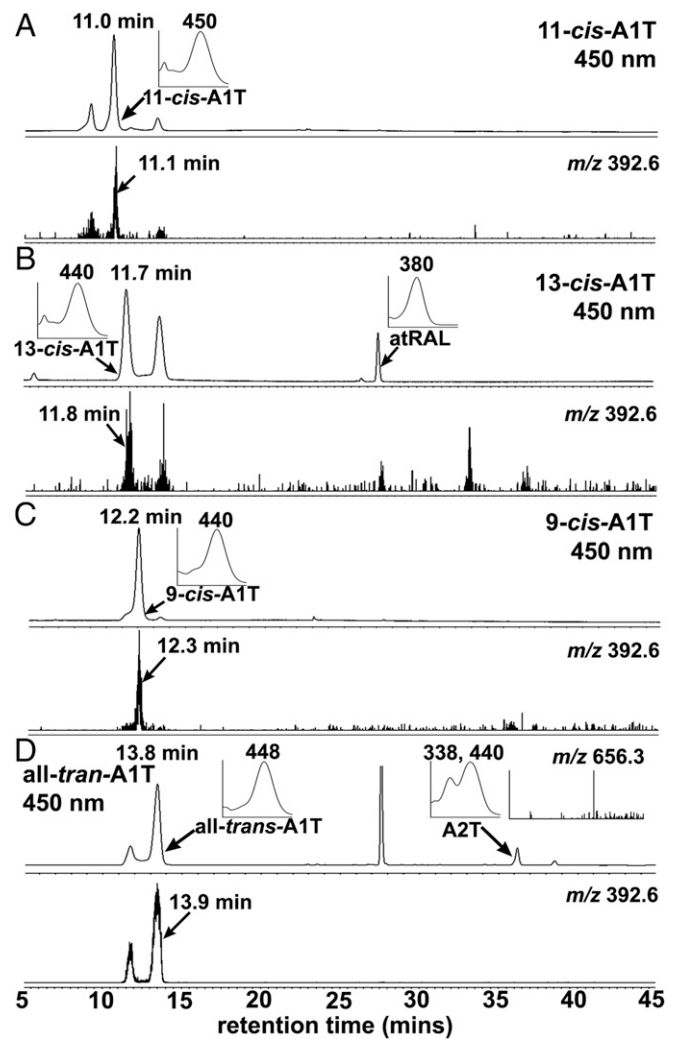 A
11.0 min
450
11-cis-A1T
450 nm
11-cis-A1T
11.1 min
m/z 392.6
B
440
11.7 min
380
13-cis-A1T
450 nm
13-cis-A1T
atRAL
11.8 min
m/z 392.6
C
12.2 min
440
9-cis-A1T
450 nm
9-cis-A1T
12.3 min
m/z 392.6
D
13.8 min
448
338, 440
m/z 656.3
all-tran-A1T
450 nm
all-trans-A1T
A2T
13.9 min
m/z 392.6
5 10 15 20 25 30 35 40 45
retention time (mins)